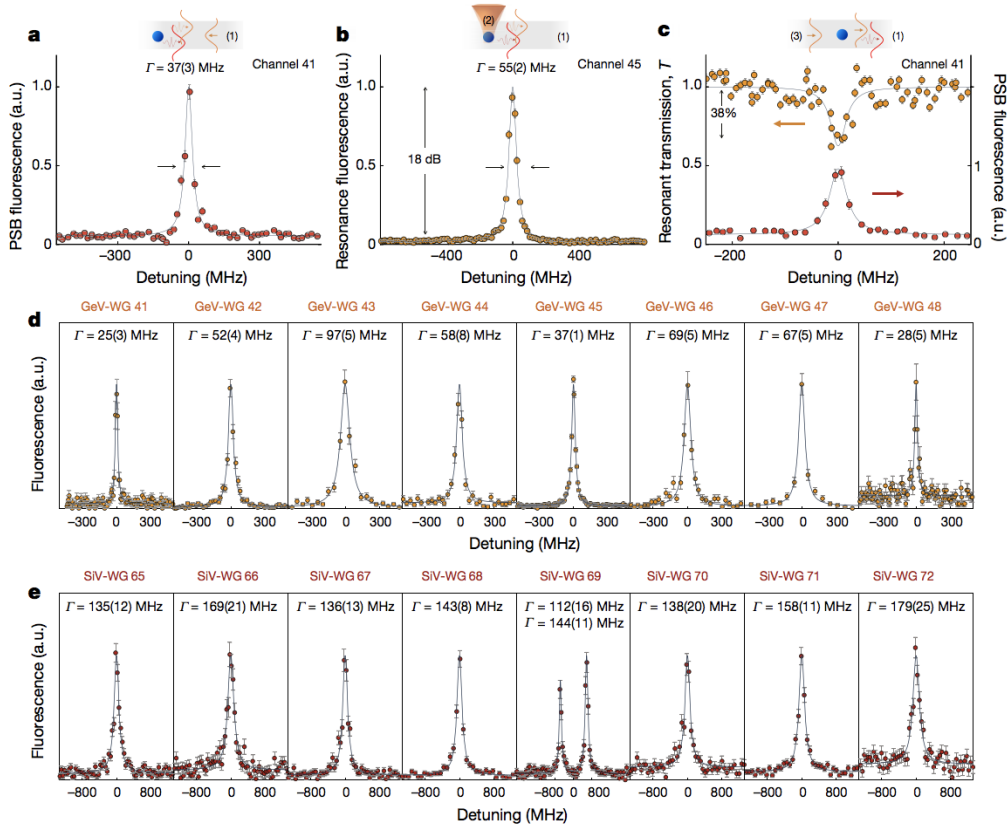 a
(1)
Γ = 37(3) MHz
Channel 41
PSB fluorescence (a.u.)
1.0
0.5
0
−300
0
300
Detuning (MHz)
b
(2)
(1)
Γ = 55(2) MHz
Channel 45
Resonance fluorescence (a.u.)
1.0
0.5
0
18 dB
−400
0
400
Detuning (MHz)
c
(3)
(1)
Channel 41
Resonant transmission, T
1.0
0.5
0
38%
PSB fluorescence (a.u.)
1
0
−200
0
200
Detuning (MHz)
d
GeV-WG 41
GeV-WG 42
GeV-WG 43
GeV-WG 44
GeV-WG 45
GeV-WG 46
GeV-WG 47
GeV-WG 48
Γ = 25(3) MHz
Γ = 52(4) MHz
Γ = 97(5) MHz
Γ = 58(8) MHz
Γ = 37(1) MHz
Γ = 69(5) MHz
Γ = 67(5) MHz
Γ = 28(5) MHz
Fluorescence (a.u.)
−300 0 300
−300 0 300
−300 0 300
−300 0 300
−300 0 300
−300 0 300
−300 0 300
−300 0 300
Detuning (MHz)
e
SiV-WG 65
SiV-WG 66
SiV-WG 67
SiV-WG 68
SiV-WG 69
SiV-WG 70
SiV-WG 71
SiV-WG 72
Γ = 135(12) MHz
Γ = 169(21) MHz
Γ = 136(13) MHz
Γ = 143(8) MHz
Γ = 112(16) MHz
Γ = 144(11) MHz
Γ = 138(20) MHz
Γ = 158(11) MHz
Γ = 179(25) MHz
Fluorescence (a.u.)
−800 0 800
−800 0 800
−800 0 800
−800 0 800
−800 0 800
−800 0 800
−800 0 800
−800 0 800
Detuning (MHz)